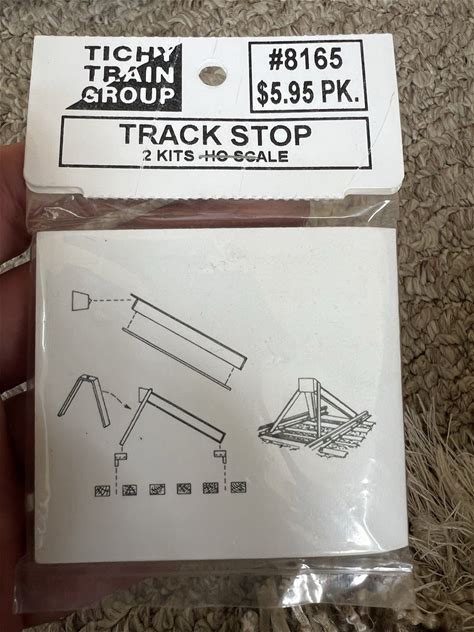 TICHY
TRAIN
GROUP
#8165
$5.95 PK.
TRACK STOP
2 KITS HO SCALE